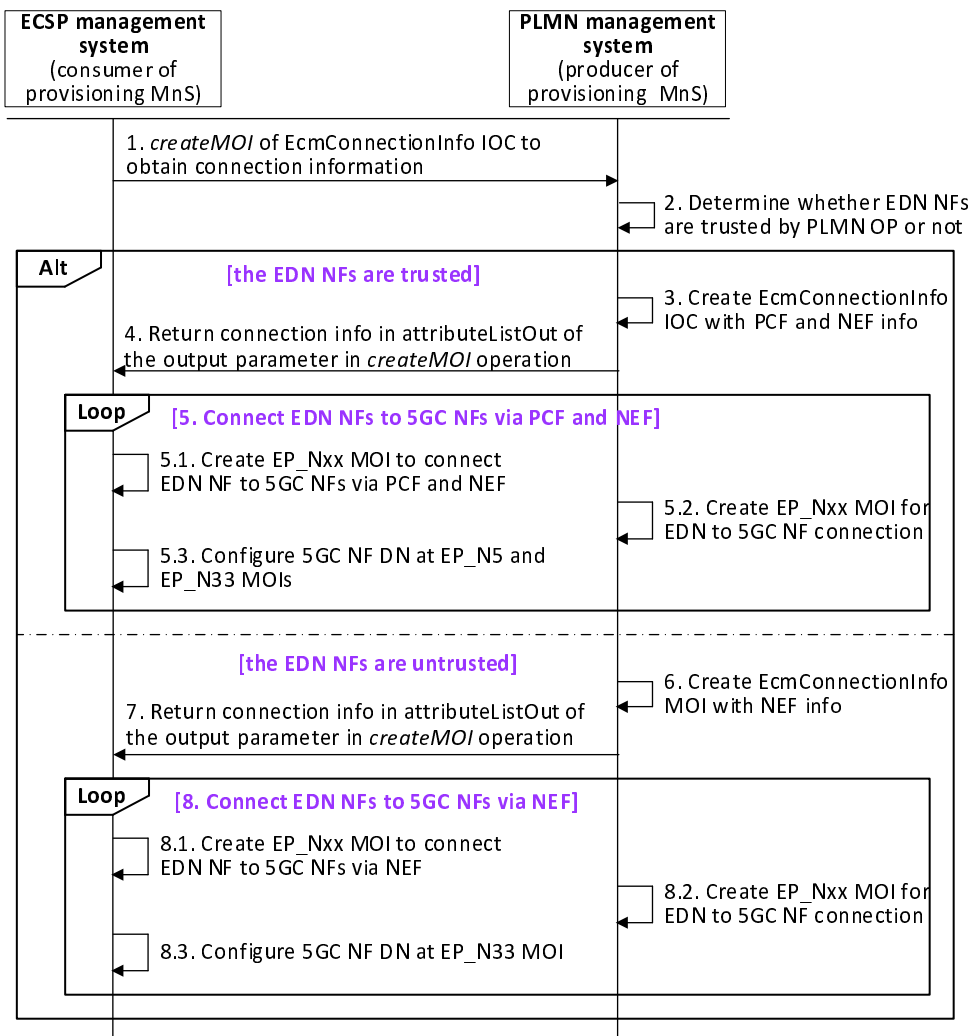 ECSP management
system
(consumer of
provisioning MnS)
PLMN management
system
(producer of
provisioning MnS)
1. createMOI of EcmConnectionInfo IOC to
obtain connection information
2. Determine whether EDN NFs
are trusted by PLMN OP or not
Alt
[the EDN NFs are trusted]
3. Create EcmConnectionInfo
IOC with PCF and NEF info
4. Return connection info in attributeListOut of
the output parameter in createMOI operation
Loop
[5. Connect EDN NFs to 5GC NFs via PCF and NEF]
5.1. Create EP_Nxx MOI to connect
EDN NF to 5GC NFs via PCF and NEF
5.2. Create EP_Nxx MOI for
EDN to 5GC NF connection
5.3. Configure 5GC NF DN at EP_N5 and
EP_N33 MOIs
[the EDN NFs are untrusted]
6. Create EcmConnectionInfo
MOI with NEF info
7. Return connection info in attributeListOut of
the output parameter in createMOI operation
Loop
[8. Connect EDN NFs to 5GC NFs via NEF]
8.1. Create EP_Nxx MOI to connect
EDN NF to 5GC NFs via NEF
8.2. Create EP_Nxx MOI for
EDN to 5GC NF connection
8.3. Configure 5GC NF DN at EP_N33 MOI